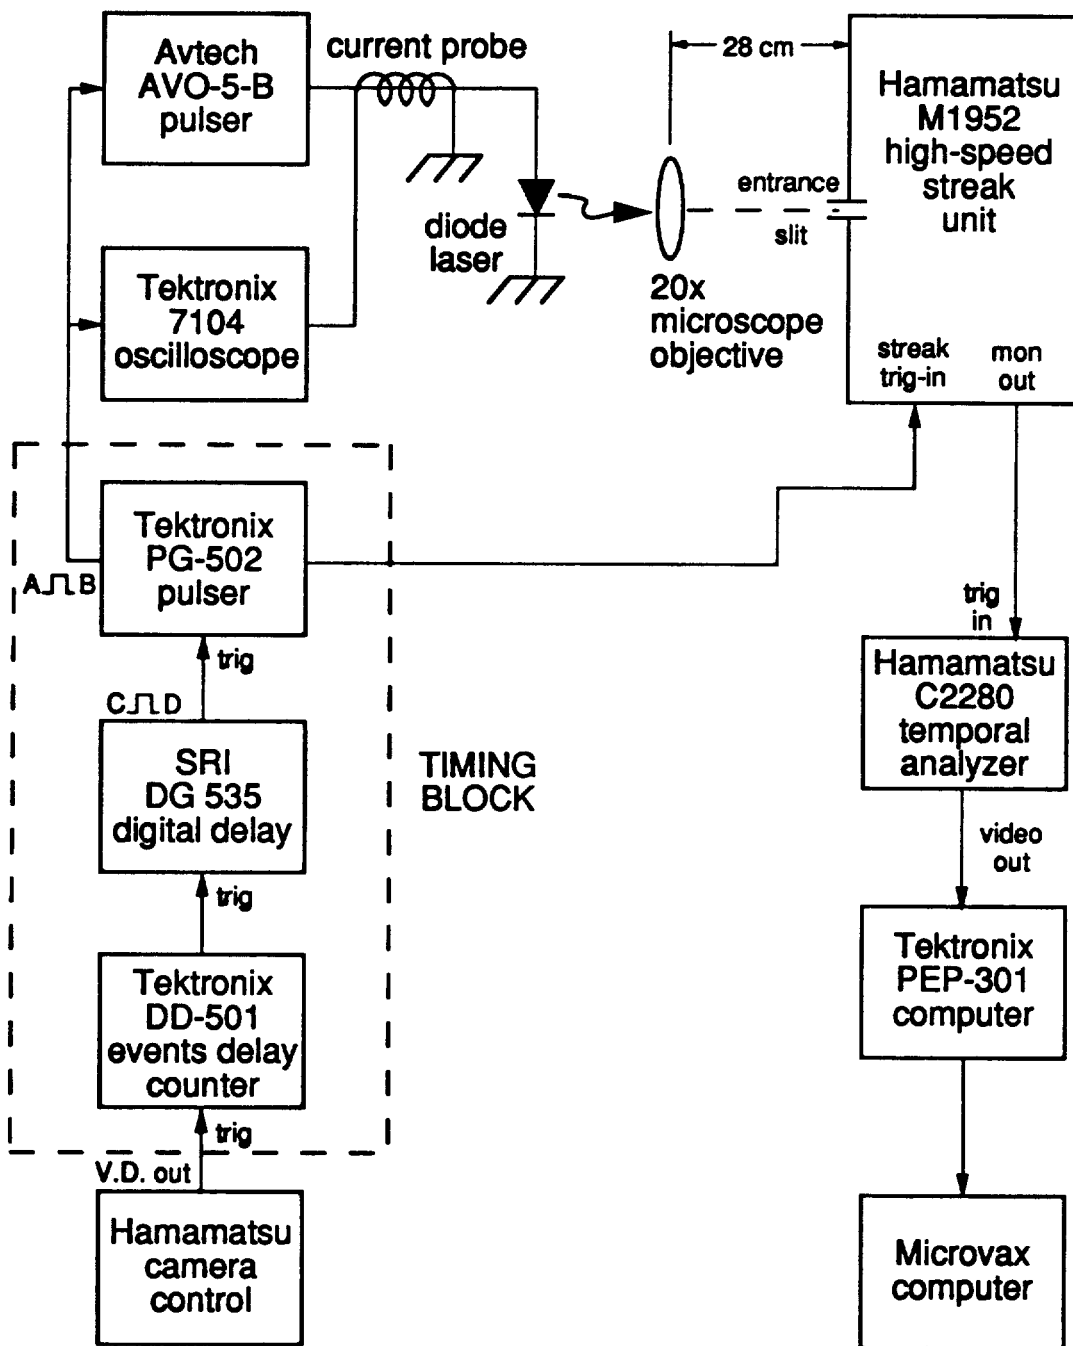 Avtech
AVO-5-B
pulser
current probe
28 cm
Hamamatsu
M1952
high-speed
streak
unit
entrance
slit
diode
laser
20x
microscope
objective
Tektronix
7104
oscilloscope
streak
trig-in
mon
out
Tektronix
PG-502
pulser
A B
trig
C D
SRI
DG 535
digital delay
TIMING
BLOCK
trig
Tektronix
DD-501
events delay
counter
trig
V.D. out
Hamamatsu
camera
control
trig
in
Hamamatsu
C2280
temporal
analyzer
video
out
Tektronix
PEP-301
computer
Microvax
computer